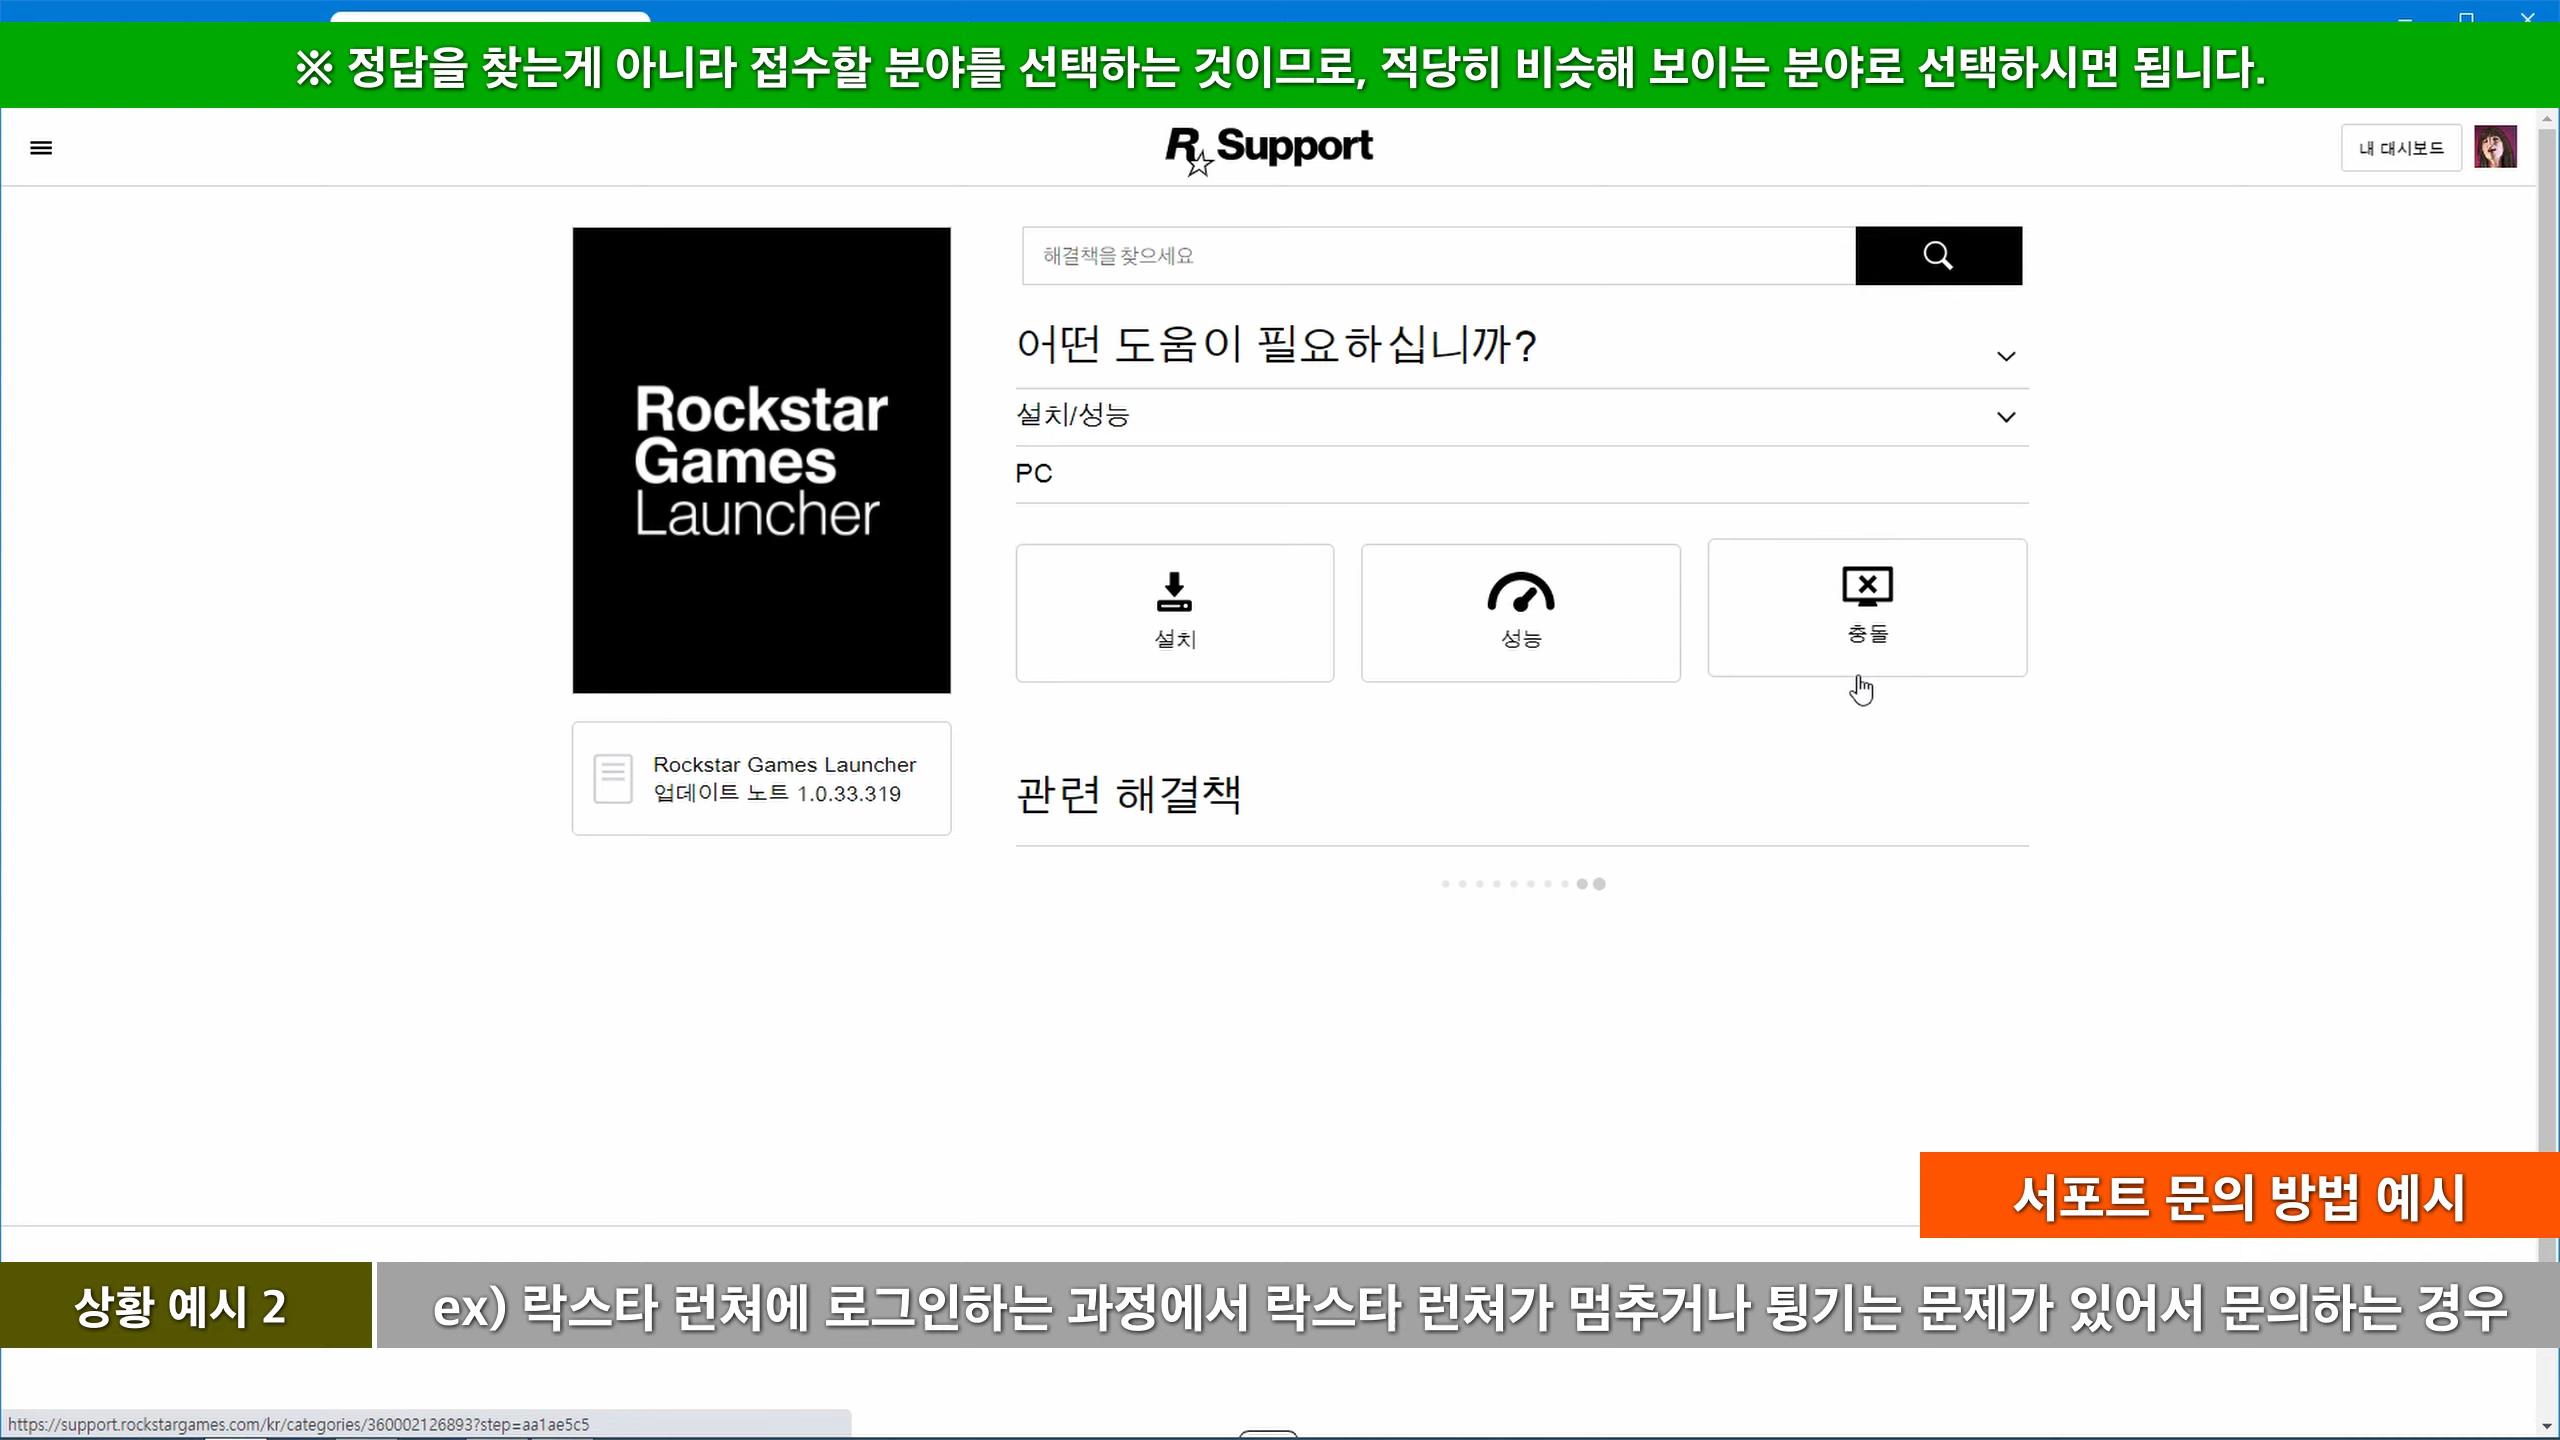 ※ 정답을 찾는게 아니라 접수할 분야를 선택하는 것이므로, 적당히 비슷해 보이는 분야로 선택하시면 됩니다.
R Support
내 대시보드
해결책을 찾으세요
Rockstar
Games
Launcher
어떤 도움이 필요하십니까?
설치/성능
PC
설치
성능
충돌
Rockstar Games Launcher
업데이트 노트 1.0.33.319
관련 해결책
서포트 문의 방법 예시
상황 예시 2
ex) 락스타 런쳐에 로그인하는 과정에서 락스타 런쳐가 멈추거나 튕기는 문제가 있어서 문의하는 경우
https://support.rockstargames.com/kr/categories/360002126893?step=aa1ae5c5